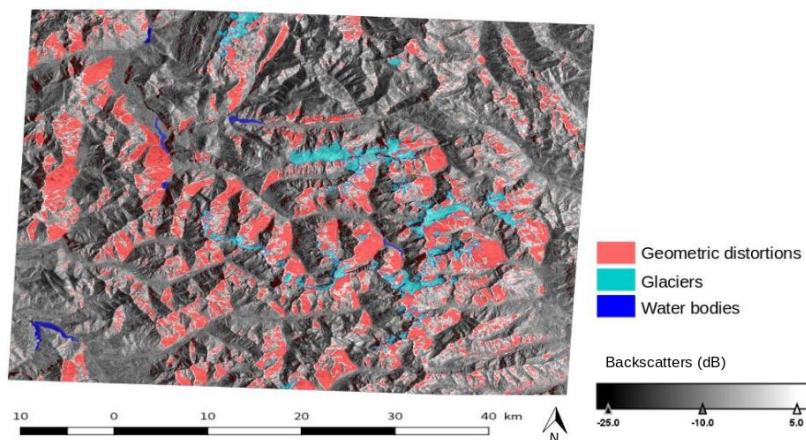 Geometric distortions
Glaciers
Water bodies
Backscatters (dB)
-25.0 -10.0 5.0
10 0 10 20 30 40 km
N